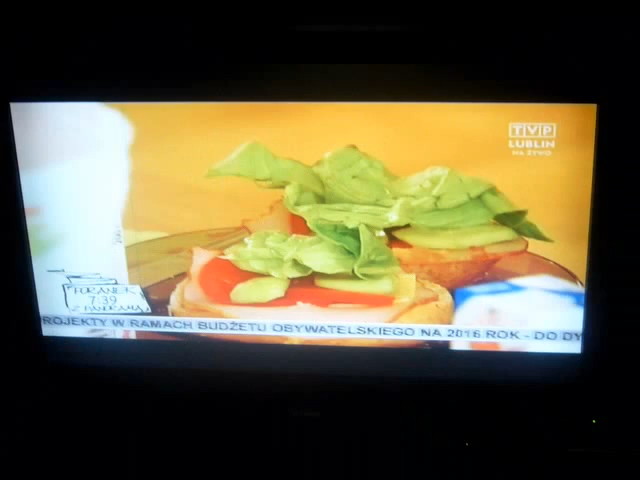 TVP
LUBLIN
NA ŻYWO
PORANEK
7:39
Z PANORAMĄ
ROJEKTY W RAMACH BUDŻETU OBYWATELSKIEGO NA 2016 ROK - DO DY